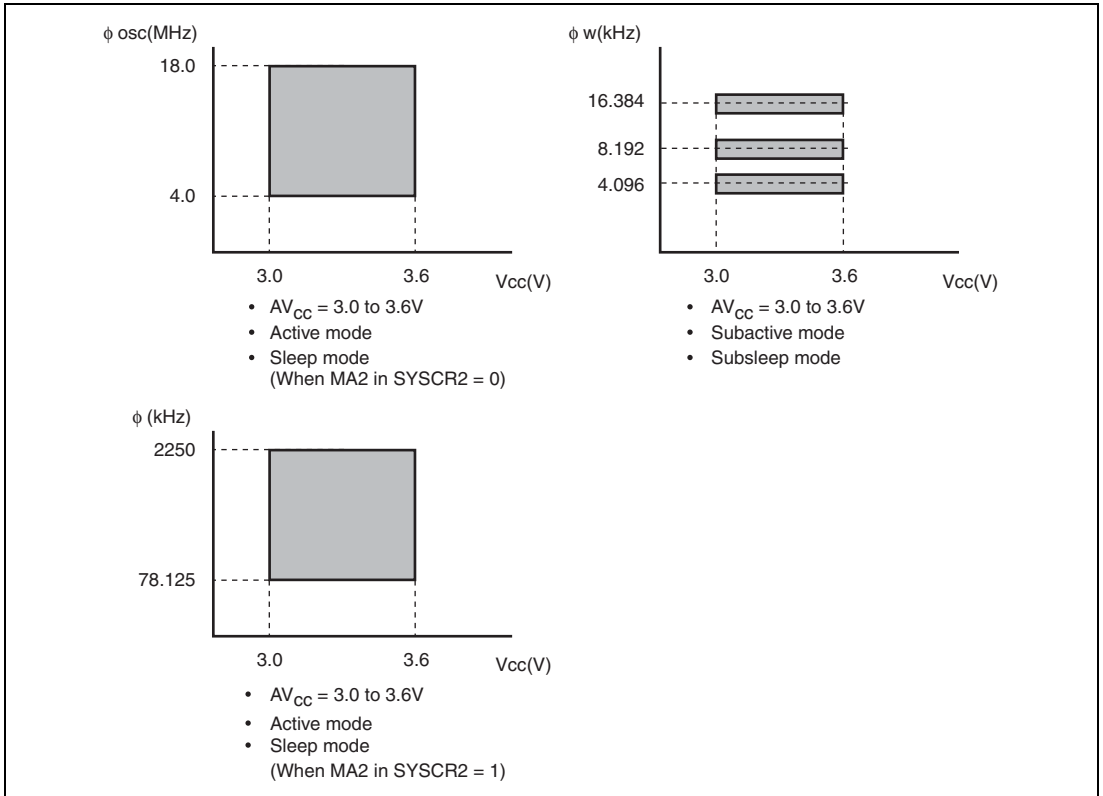 ϕ osc(MHz)
18.0
4.0
3.0 3.6 Vcc(V)
• AVCC = 3.0 to 3.6V
• Active mode
• Sleep mode
(When MA2 in SYSCR2 = 0)
ϕ w(kHz)
16.384
8.192
4.096
3.0 3.6 Vcc(V)
• AVCC = 3.0 to 3.6V
• Subactive mode
• Subsleep mode
ϕ (kHz)
2250
78.125
3.0 3.6 Vcc(V)
• AVCC = 3.0 to 3.6V
• Active mode
• Sleep mode
(When MA2 in SYSCR2 = 1)